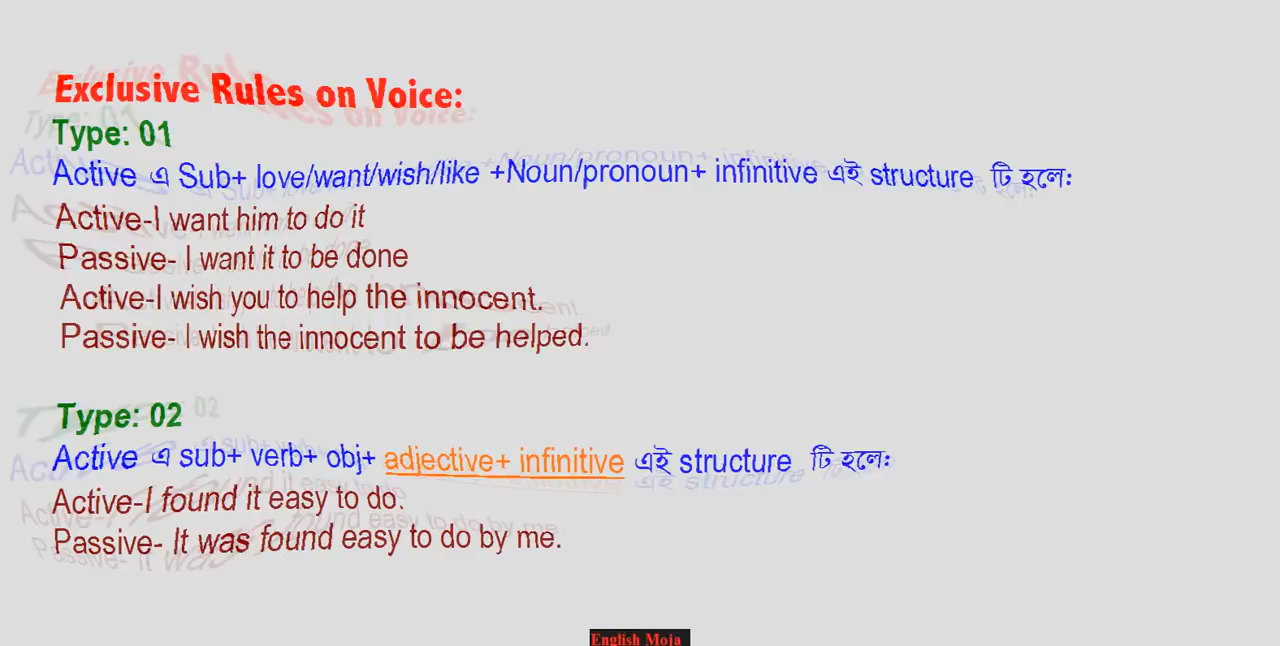 Exclusive Rules on Voice:
Type: 01
Active এ Sub+ love/want/wish/like +Noun/pronoun+ infinitive এই structure টি হলে:
Active-I want him to do it
Passive- I want it to be done
Active-I wish you to help the innocent.
Passive- I wish the innocent to be helped.
Type: 02
Active এ sub+ verb+ obj+ adjective+ infinitive এই structure টি হলে:
Active-I found it easy to do.
Passive- It was found easy to do by me.
English Moja